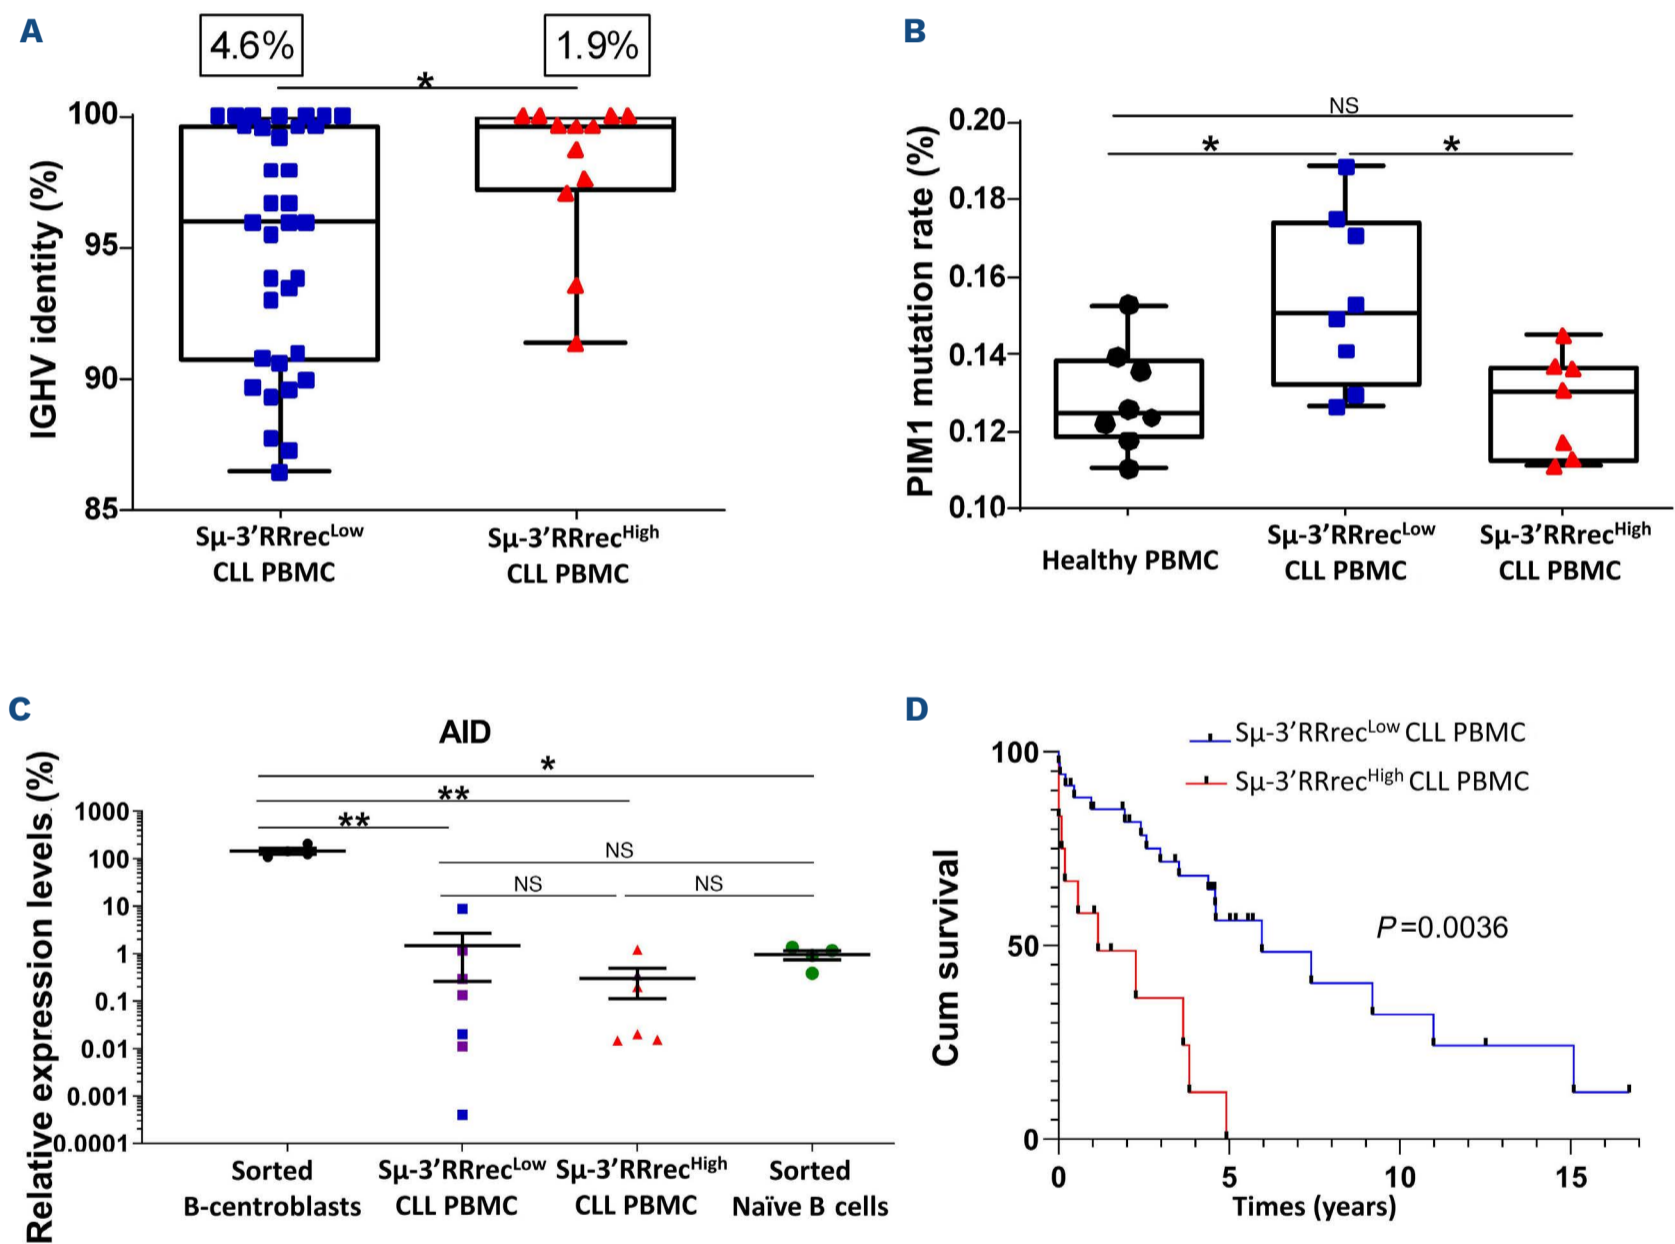 A
4.6%
1.9%
*
100
95
90
85
IGHV identity (%)
Sµ-3’RRrecLow
CLL PBMC
Sµ-3’RRrecHigh
CLL PBMC
B
NS
*
*
0.20
0.18
0.16
0.14
0.12
0.10
PIM1 mutation rate (%)
Healthy PBMC
Sµ-3’RRrecLow
CLL PBMC
Sµ-3’RRrecHigh
CLL PBMC
C
AID
*
**
**
NS
NS
NS
1000
100
10
1
0.1
0.01
0.001
0.0001
Relative expression levels (%)
Sorted
B-centroblasts
Sµ-3’RRrecLow
CLL PBMC
Sµ-3’RRrecHigh
CLL PBMC
Sorted
Naïve B cells
D
Sµ-3’RRrecLow CLL PBMC
Sµ-3’RRrecHigh CLL PBMC
P=0.0036
100
50
0
Cum survival
0
5
10
15
Times (years)